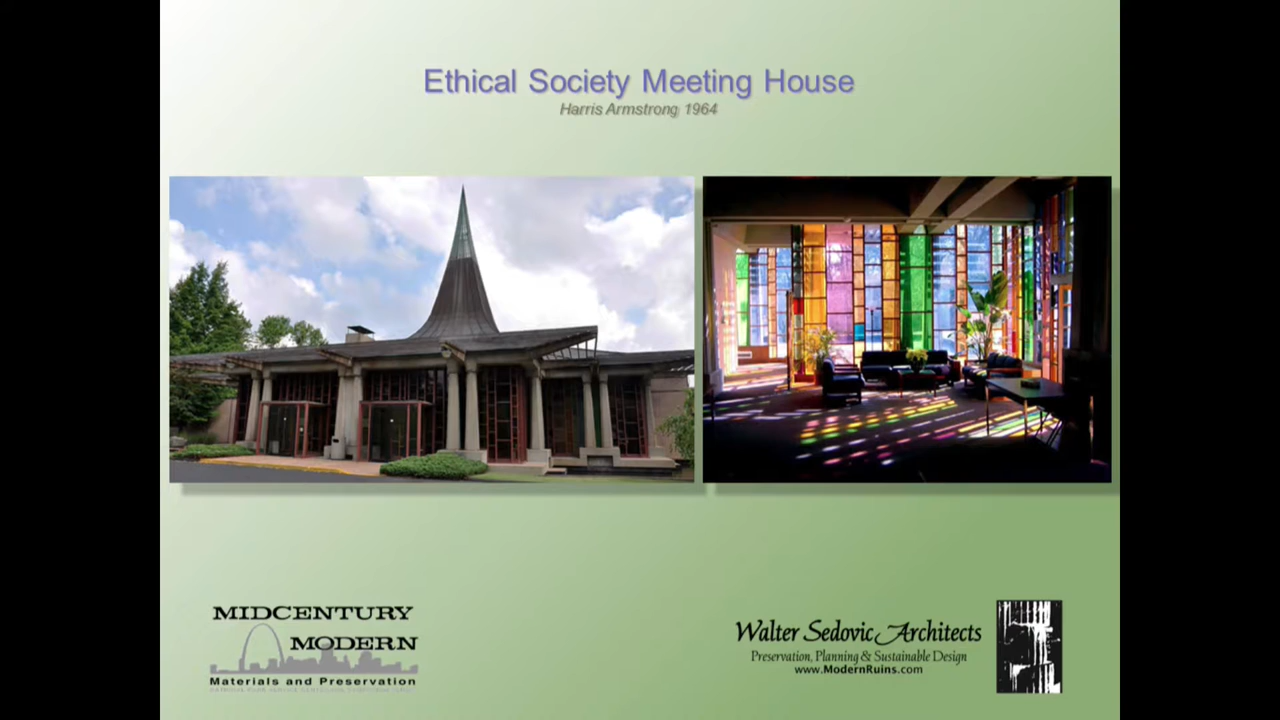 Ethical Society Meeting House
Harris Armstrong 1964
MIDCENTURY
MODERN
Materials and Preservation
Walter Sedovic Architects
Preservation, Planning & Sustainable Design
www.ModernRuins.com